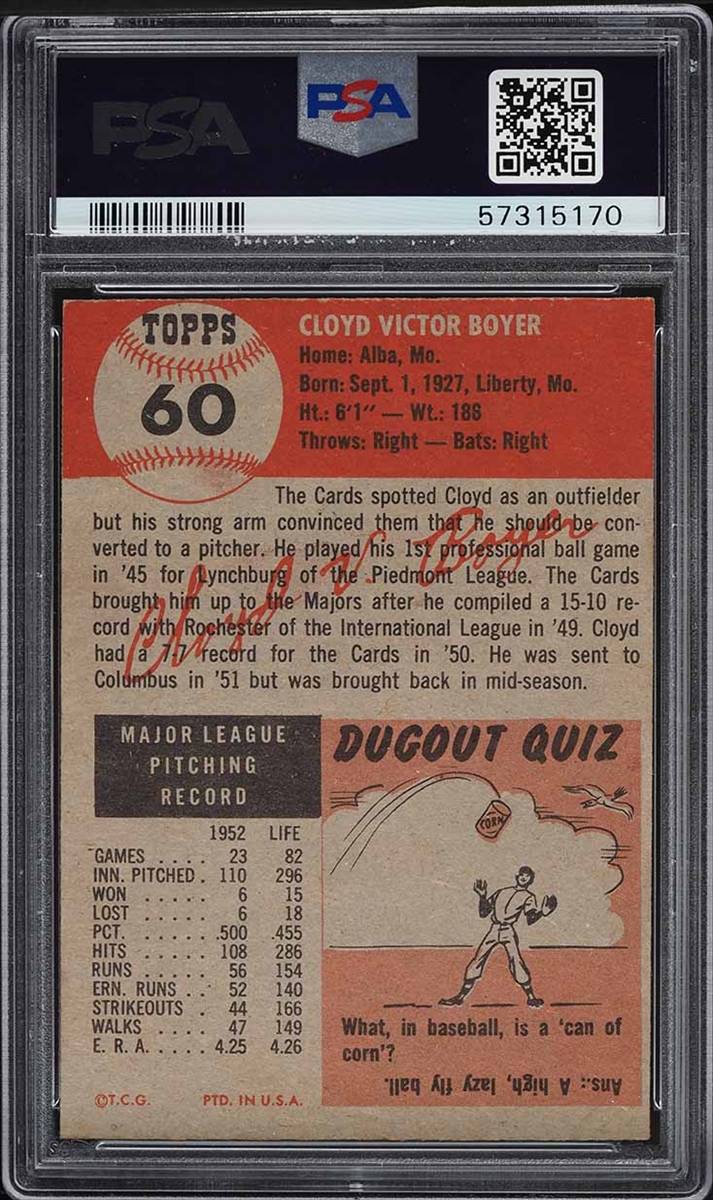 PSA PSA
57315170
TOPPS
60
CLOYD VICTOR BOYER
Home: Alba, Mo.
Born: Sept. 1, 1927, Liberty, Mo.
Ht.: 6'1" — Wt.: 186
Throws: Right — Bats: Right
The Cards spotted Cloyd as an outfielder
but his strong arm convinced them that he should be con-
verted to a pitcher. He played his 1st professional ball game
in '45 for Lynchburg of the Piedmont League. The Cards
brought him up to the Majors after he compiled a 15-10 re-
cord with Rochester of the International League in '49. Cloyd
had a 7-7 record for the Cards in '50. He was sent to
Columbus in '51 but was brought back in mid-season.
Cloyd V. Boyer
MAJOR LEAGUE
PITCHING
RECORD
1952 LIFE
GAMES .... 23 82
INN. PITCHED . 110 296
WON ..... 6 15
LOST ..... 6 18
PCT. ...... .500 .455
HITS ..... 108 286
RUNS ..... 56 154
ERN. RUNS .. 52 140
STRIKEOUTS . 44 166
WALKS .... 47 149
E. R. A. ..... 4.25 4.26
©T.C.G. PTD. IN U.S.A.
DUGOUT QUIZ
CORN
What, in baseball, is a 'can of
corn'?
Ans.: A high, lazy fly ball.